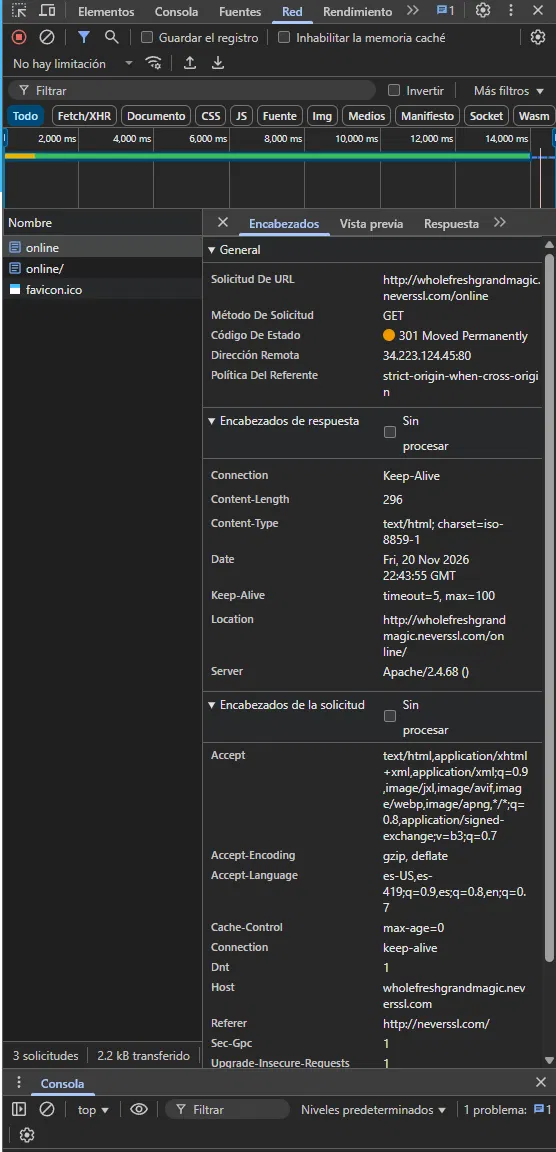 Elementos Consola Fuentes Red Rendimiento 1
Guardar el registro Inhabilitar la memoria caché
No hay limitación
Filtrar Invertir Más filtros
Todo Fetch/XHR Documento CSS JS Fuente Img Medios Manifiesto Socket Wasm
2,000 ms 4,000 ms 6,000 ms 8,000 ms 10,000 ms 12,000 ms 14,000 ms
Nombre
online
online/
favicon.ico
3 solicitudes 2.2 kB transferido
Encabezados Vista previa Respuesta
General
Solicitud De URL http://wholefreshgrandmagic.
neverssl.com/online
Método De Solicitud GET
Código De Estado 301 Moved Permanently
Dirección Remota 34.223.124.45:80
Política Del Referente strict-origin-when-cross-origi
n
Encabezados de respuesta Sin
procesar
Connection Keep-Alive
Content-Length 296
Content-Type text/html; charset=iso-
8859-1
Date Fri, 20 Nov 2026
22:43:55 GMT
Keep-Alive timeout=5, max=100
Location http://wholefreshgrand
magic.neverssl.com/on
line/
Server Apache/2.4.68 ()
Encabezados de la solicitud Sin
procesar
Accept text/html,application/xhtml
+xml,application/xml;q=0.9
,image/jxl,image/avif,imag
e/webp,image/apng,*/*;q=
0.8,application/signed-
exchange;v=b3;q=0.7
Accept-Encoding gzip, deflate
Accept-Language es-US,es-
419;q=0.9,es;q=0.8,en;q=0.
7
Cache-Control max-age=0
Connection keep-alive
Dnt 1
Host wholefreshgrandmagic.nev
erssl.com
Referer http://neverssl.com/
Sec-Gpc 1
Upgrade-Insecure-Requests 1
Consola
top Filtrar Niveles predeterminados 1 problema: 1